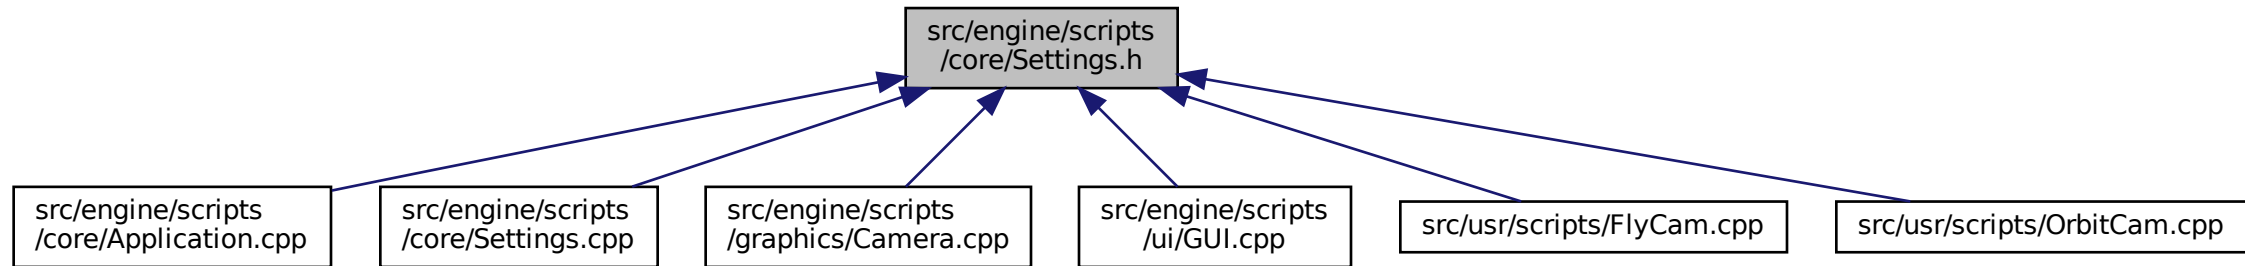 src/engine/scripts
/core/Settings.h
src/engine/scripts
/core/Application.cpp
src/engine/scripts
/core/Settings.cpp
src/engine/scripts
/graphics/Camera.cpp
src/engine/scripts
/ui/GUI.cpp
src/usr/scripts/FlyCam.cpp
src/usr/scripts/OrbitCam.cpp